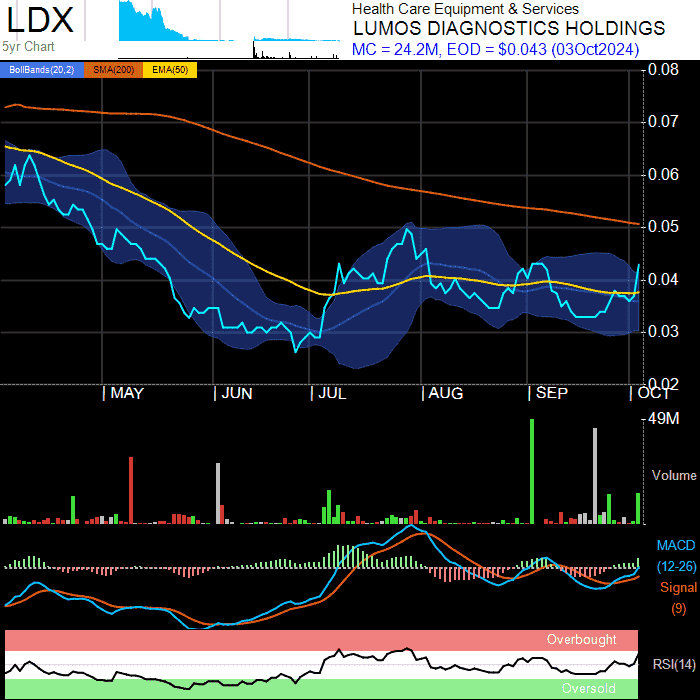 LDX
5yr Chart
Health Care Equipment & Services
LUMOS DIAGNOSTICS HOLDINGS
MC = 24.2M, EOD = $0.043 (03Oct2024)
BollBands(20,2) SMA(200) EMA(50)
0.08
0.07
0.06
0.05
0.04
0.03
0.02
MAY JUN JUL AUG SEP OCT
49M
Volume
MACD
(12-26)
Signal
(9)
Overbought
RSI(14)
Oversold